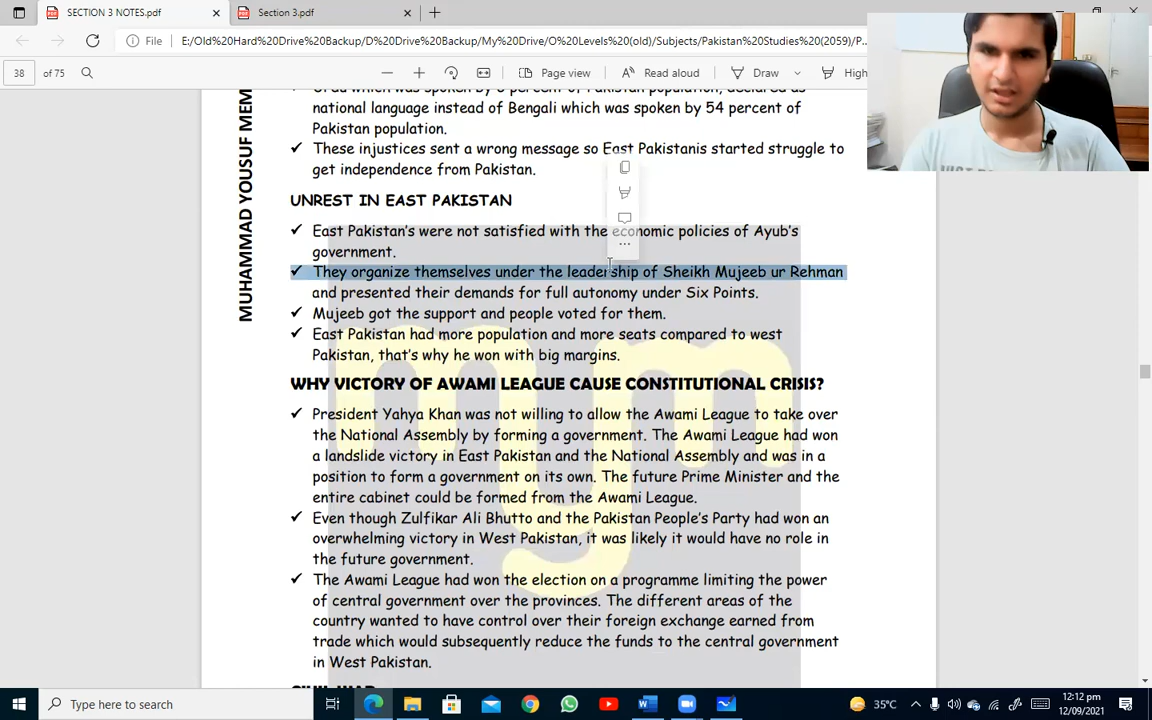 SECTION 3 NOTES.pdf
Section 3.pdf
File
E:/Old%20Hard%20Drive%20Backup/D%20Drive%20Backup/My%20Drive/O%20Levels%20(old)/Subjects/Pakistan%20Studies%20(2059)/P...
38 of 75
Page view
Read aloud
Draw
High
MUHAMMAD YOUSUF MEM
national language instead of Bengali which was spoken by 54 percent of
Pakistan population.
✓ These injustices sent a wrong message so East Pakistanis started struggle to
get independence from Pakistan.
UNREST IN EAST PAKISTAN
✓ East Pakistan's were not satisfied with the economic policies of Ayub's
government.
✓ They organize themselves under the leadership of Sheikh Mujeeb ur Rehman
and presented their demands for full autonomy under Six Points.
✓ Mujeeb got the support and people voted for them.
✓ East Pakistan had more population and more seats compared to west
Pakistan, that's why he won with big margins.
WHY VICTORY OF AWAMI LEAGUE CAUSE CONSTITUTIONAL CRISIS?
✓ President Yahya Khan was not willing to allow the Awami League to take over
the National Assembly by forming a government. The Awami League had won
a landslide victory in East Pakistan and the National Assembly and was in a
position to form a government on its own. The future Prime Minister and the
entire cabinet could be formed from the Awami League.
✓ Even though Zulfikar Ali Bhutto and the Pakistan People's Party had won an
overwhelming victory in West Pakistan, it was likely it would have no role in
the future government.
✓ The Awami League had won the election on a programme limiting the power
of central government over the provinces. The different areas of the
country wanted to have control over their foreign exchange earned from
trade which would subsequently reduce the funds to the central government
in West Pakistan.
mym
Type here to search
35°C
12:12 pm
12/09/2021